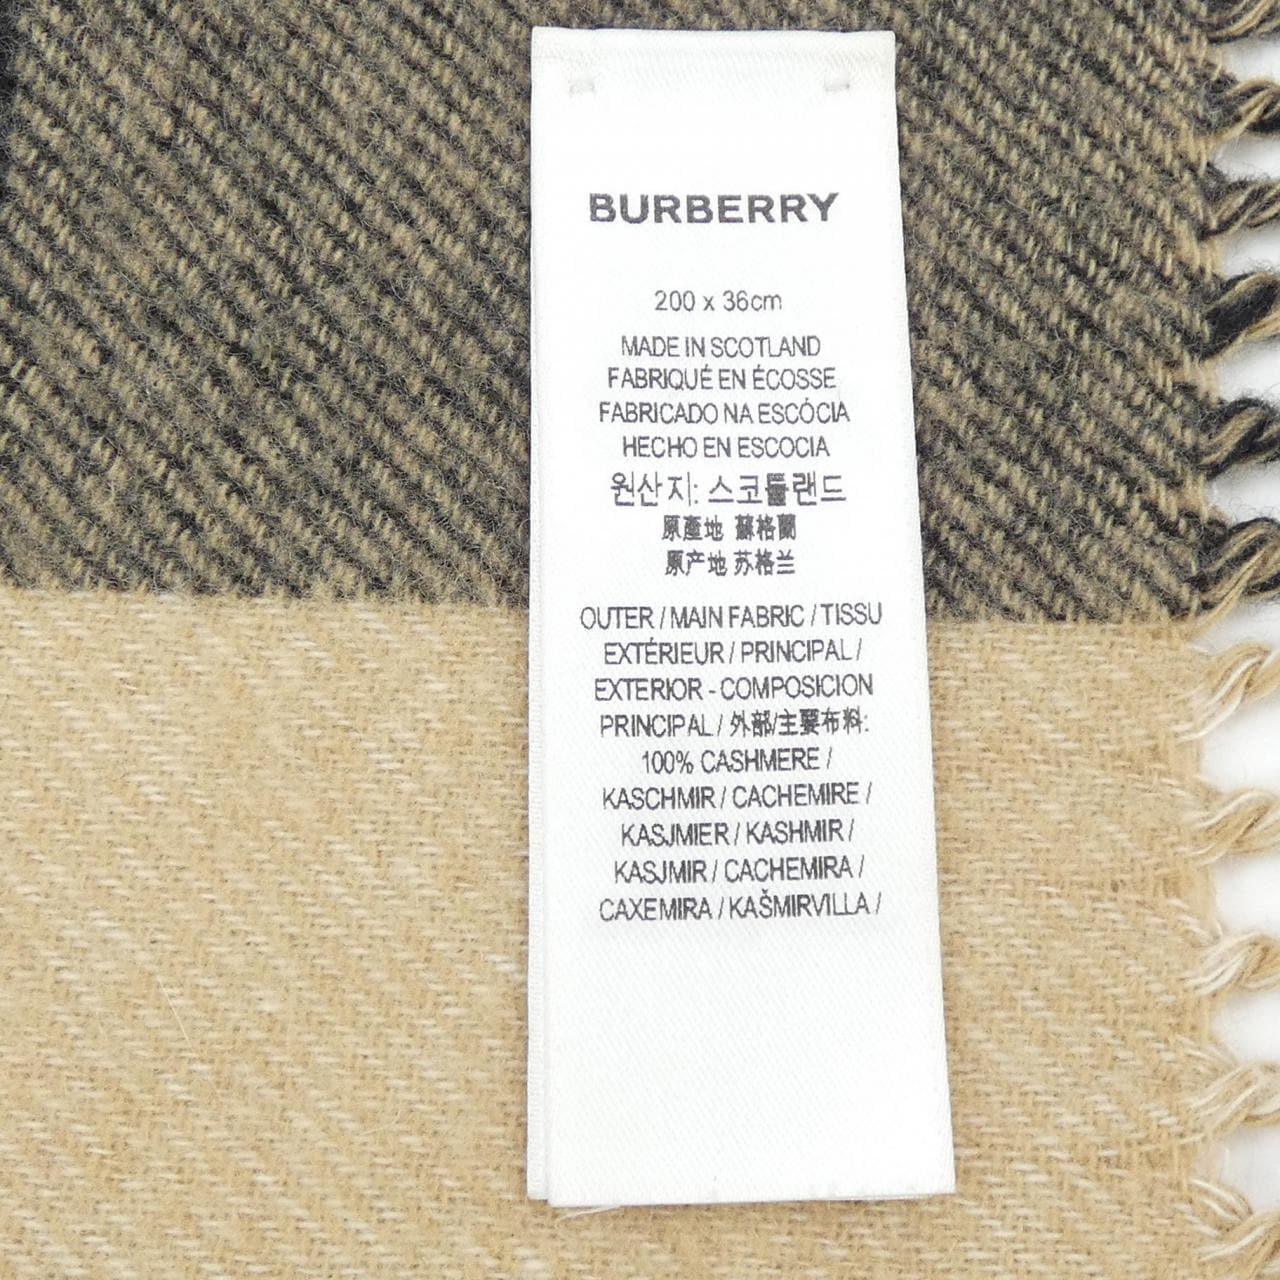 BURBERRY
200 x 36cm
MADE IN SCOTLAND
FABRIQUÉ EN ÉCOSSE
FABRICADO NA ESCÓCIA
HECHO EN ESCOCIA
원산지: 스코틀랜드
原產地 蘇格蘭
原产地 苏格兰
OUTER / MAIN FABRIC / TISSU
EXTÉRIEUR / PRINCIPAL /
EXTERIOR - COMPOSICION
PRINCIPAL / 外部/主要布料:
100% CASHMERE /
KASCHMIR / CACHEMIRE /
KASJMIER / KASHMIR /
KASJMIR / CACHEMIRA /
CAXEMIRA / KAŠMIRVILLA /